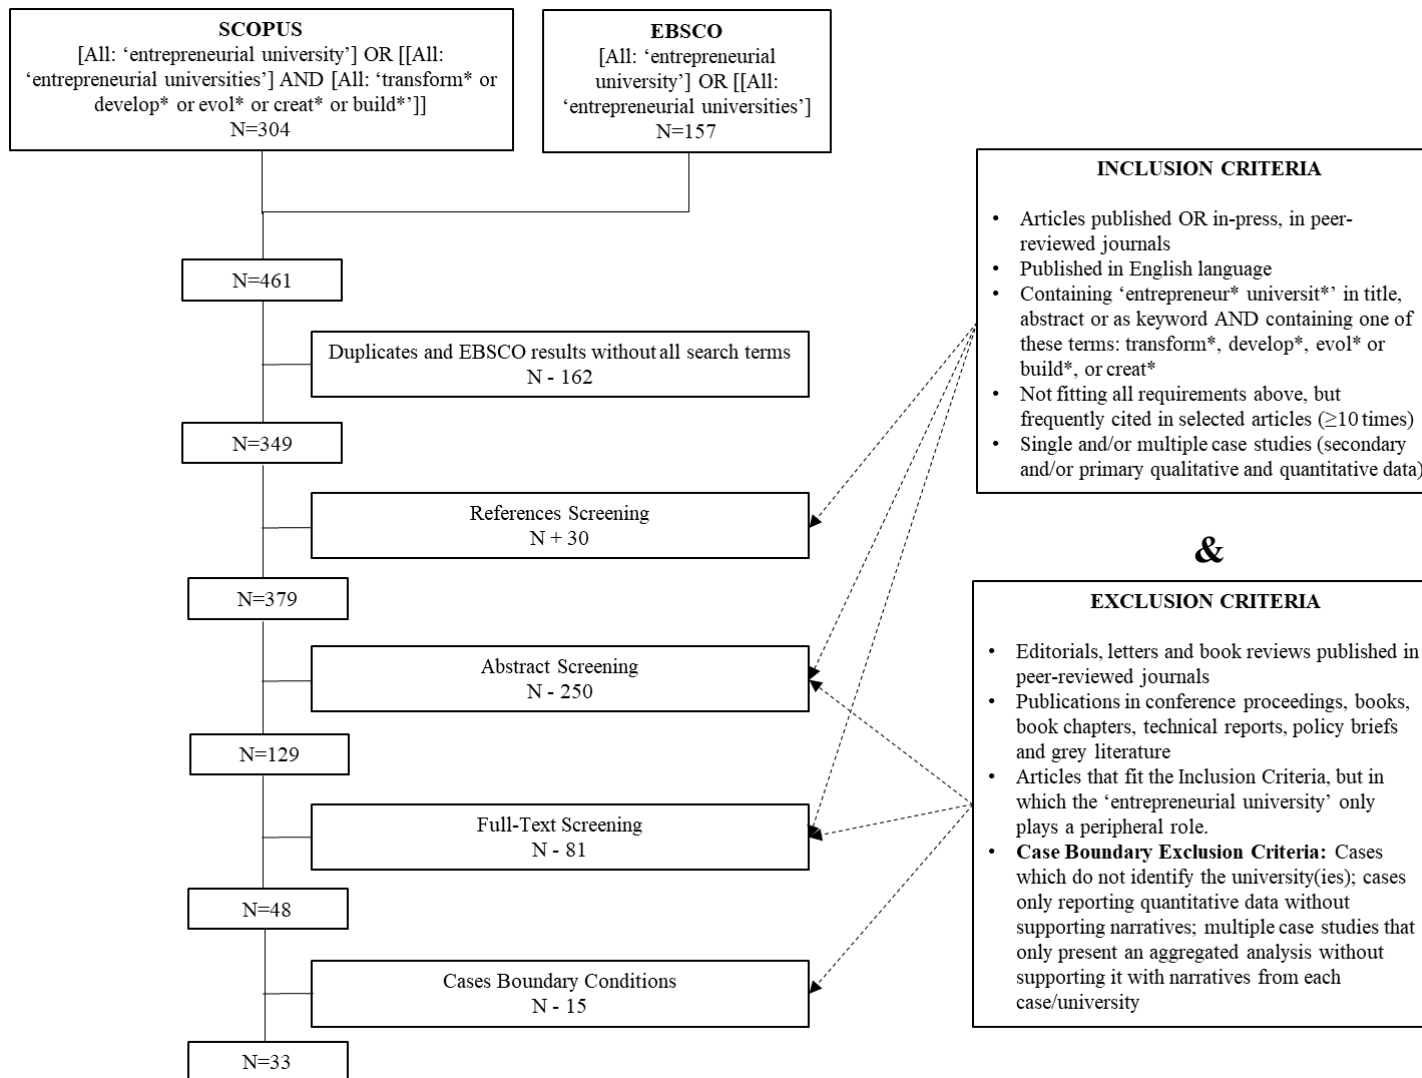 SCOPUS
[All: ‘entrepreneurial university’] OR [[All:
‘entrepreneurial universities’] AND [All: ‘transform* or
develop* or evol* or creat* or build*’]]
N=304
EBSCO
[All: ‘entrepreneurial
university’] OR [[All:
‘entrepreneurial universities’]
N=157
N=461
Duplicates and EBSCO results without all search terms
N - 162
N=349
References Screening
N + 30
N=379
Abstract Screening
N - 250
N=129
Full-Text Screening
N - 81
N=48
Cases Boundary Conditions
N - 15
N=33
INCLUSION CRITERIA
• Articles published OR in-press, in peer-
reviewed journals
• Published in English language
• Containing ‘entrepreneur* universit*’ in title,
abstract or as keyword AND containing one of
these terms: transform*, develop*, evol* or
build*, or creat*
• Not fitting all requirements above, but
frequently cited in selected articles (≥10 times)
• Single and/or multiple case studies (secondary
and/or primary qualitative and quantitative data)
&
EXCLUSION CRITERIA
• Editorials, letters and book reviews published in
peer-reviewed journals
• Publications in conference proceedings, books,
book chapters, technical reports, policy briefs
and grey literature
• Articles that fit the Inclusion Criteria, but in
which the ‘entrepreneurial university’ only
plays a peripheral role.
• Case Boundary Exclusion Criteria: Cases
which do not identify the university(ies); cases
only reporting quantitative data without
supporting narratives; multiple case studies that
only present an aggregated analysis without
supporting it with narratives from each
case/university